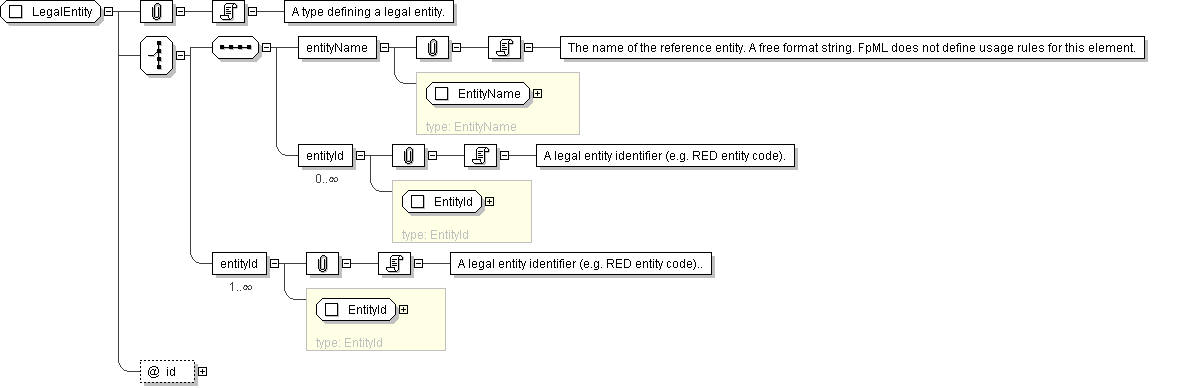 LegalEntity
A type defining a legal entity.
entityName
The name of the reference entity. A free format string. FpML does not define usage rules for this element.
EntityName
type: EntityName
entityId
A legal entity identifier (e.g. RED entity code).
0..∞
EntityId
type: EntityId
entityId
A legal entity identifier (e.g. RED entity code)..
1..∞
EntityId
type: EntityId
@ id